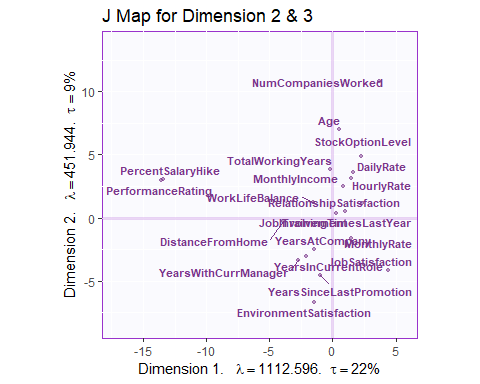 J Map for Dimension 2 & 3
NumCompaniesWorked
Age
StockOptionLevel
TotalWorkingYears
DailyRate
PercentSalaryHike
MonthlyIncome
HourlyRate
PerformanceRating
WorkLifeBalance
RelationshipSatisfaction
JobInvolvement
TrainingTimesLastYear
DistanceFromHome
YearsAtCompany
MonthlyRate
YearsInCurrentRole
JobSatisfaction
YearsWithCurrManager
YearsSinceLastPromotion
EnvironmentSatisfaction
10
5
0
-5
-15
-10
-5
0
5
Dimension 2. λ = 451.944. τ = 9%
Dimension 1. λ = 1112.596. τ = 22%